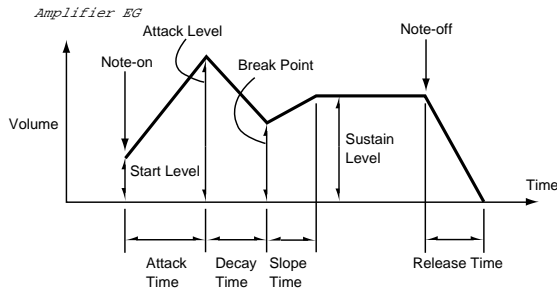 Amplifier EG
Attack Level
Note-off
Note-on
Break Point
Volume
Sustain
Level
Start Level
Time
Attack
Time
Decay
Time
Slope
Time
Release Time